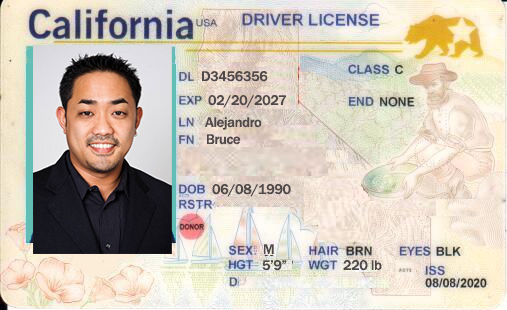 California USA DRIVER LICENSE
DL D3456356 CLASS C
EXP 02/20/2027 END NONE
LN Alejandro
FN Bruce
DOB 06/08/1990
RSTR
DONOR
SEX M HAIR BRN EYES BLK
HGT 5'9" WGT 220 lb ISS
D: 08/08/2020